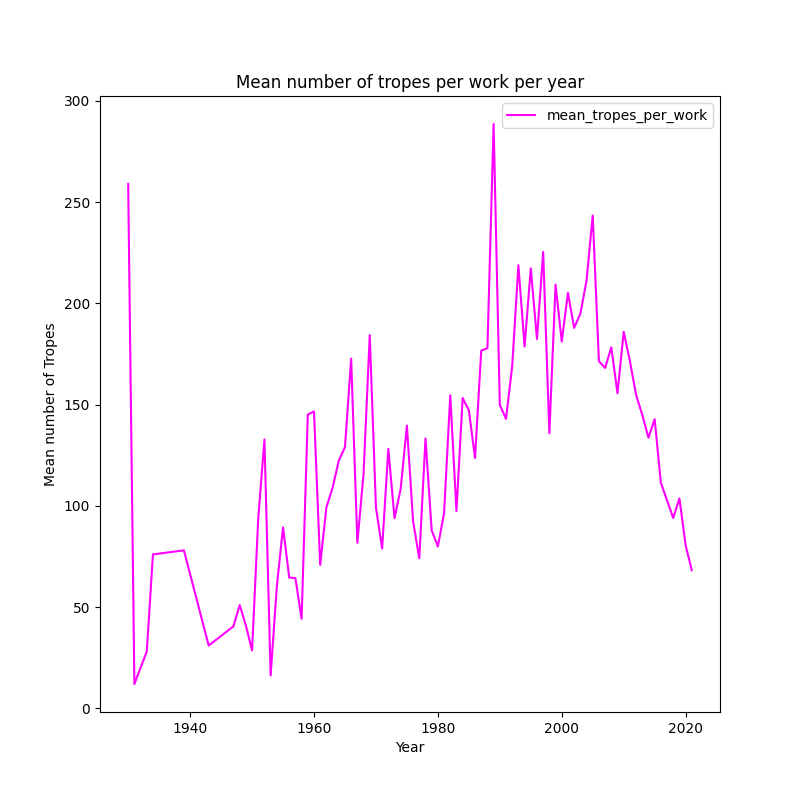 Mean number of tropes per work per year
mean_tropes_per_work
300
250
200
150
100
50
0
Mean number of Tropes
1940 1960 1980 2000 2020
Year